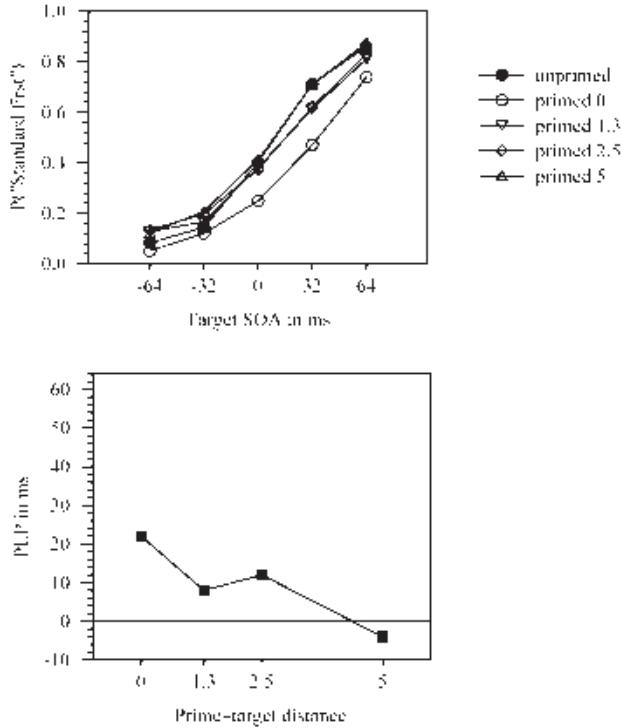 1.0
0.8
0.6
0.4
0.2
0.0
P("Standard First")
-64 -32 0 32 64
Target SOA in ms
unprimed
primed 0
primed 1.3
primed 2.5
primed 5
60
50
40
30
20
10
0
-10
PLP in ms
0 1.3 2.5 5
Prime-target distance